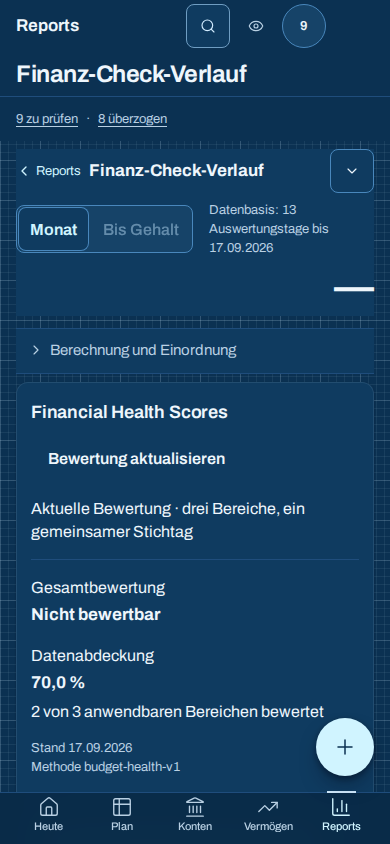 Reports
9
Finanz-Check-Verlauf
9 zu prüfen · 8 überzogen
Reports Finanz-Check-Verlauf
Monat
Bis Gehalt
Datenbasis: 13
Auswertungstage bis
17.09.2026
Berechnung und Einordnung
Financial Health Scores
Bewertung aktualisieren
Aktuelle Bewertung · drei Bereiche, ein
gemeinsamer Stichtag
Gesamtbewertung
Nicht bewertbar
Datenabdeckung
70,0 %
2 von 3 anwendbaren Bereichen bewertet
Stand 17.09.2026
Methode budget-health-v1
Heute
Plan
Konten
Vermögen
Reports